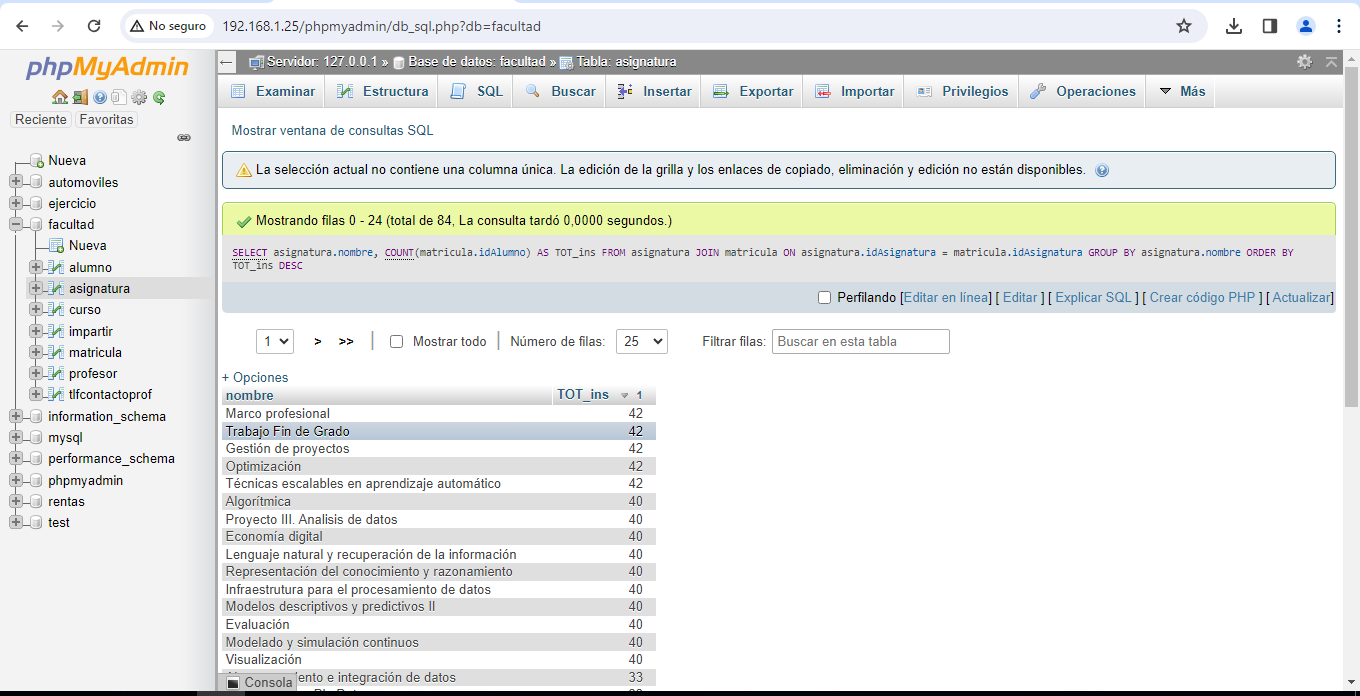 No seguro
192.168.1.25/phpmyadmin/db_sql.php?db=facultad
phpMyAdmin
Reciente Favoritas
Nueva
automoviles
ejercicio
facultad
Nueva
alumno
asignatura
curso
impartir
matricula
profesor
tlfcontactoprof
information_schema
mysql
performance_schema
phpmyadmin
rentas
test
Servidor: 127.0.0.1 » Base de datos: facultad » Tabla: asignatura
Examinar Estructura SQL Buscar Insertar Exportar Importar Privilegios Operaciones Más
Mostrar ventana de consultas SQL
La selección actual no contiene una columna única. La edición de la grilla y los enlaces de copiado, eliminación y edición no están disponibles.
Mostrando filas 0 - 24 (total de 84, La consulta tardó 0,0000 segundos.)
SELECT asignatura.nombre, COUNT(matricula.idAlumno) AS TOT_ins FROM asignatura JOIN matricula ON asignatura.idAsignatura = matricula.idAsignatura GROUP BY asignatura.nombre ORDER BY
TOT_ins DESC
Perfilando [Editar en línea] [ Editar ] [ Explicar SQL ] [ Crear código PHP ] [ Actualizar]
1 > >> | Mostrar todo | Número de filas: 25 Filtrar filas: Buscar en esta tabla
+ Opciones
nombre TOT_ins 1
Marco profesional 42
Trabajo Fin de Grado 42
Gestión de proyectos 42
Optimización 42
Técnicas escalables en aprendizaje automático 42
Algorítmica 40
Proyecto III. Analisis de datos 40
Economía digital 40
Lenguaje natural y recuperación de la información 40
Representación del conocimiento y razonamiento 40
Infraestrutura para el procesamiento de datos 40
Modelos descriptivos y predictivos II 40
Evaluación 40
Modelado y simulación continuos 40
Visualización 40
ento e integración de datos 33
Consola